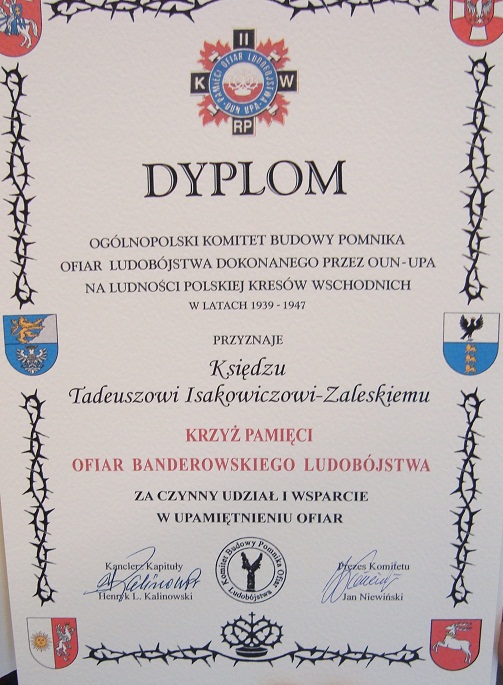 II
K W
PAMIĘCI OFIAR LUDOBÓJSTWA
OUN UPA
RP
DYPLOM
OGÓLNOPOLSKI KOMITET BUDOWY POMNIKA
OFIAR LUDOBÓJSTWA DOKONANEGO PRZEZ OUN-UPA
NA LUDNOŚCI POLSKIEJ KRESÓW WSCHODNICH
W LATACH 1939 - 1947
PRZYZNAJE
Księdzu
Tadeuszowi Isakowiczowi-Zaleskiemu
KRZYŻ PAMIĘCI
OFIAR BANDEROWSKIEGO LUDOBÓJSTWA
ZA CZYNNY UDZIAŁ I WSPARCIE
W UPAMIĘTNIENIU OFIAR
Kanclerz Kapituły
Henryk L. Kalinowski
Komitet Budowy Pomnika Ofiar
Ludobójstwa
Prezes Komitetu
Jan Niewiński